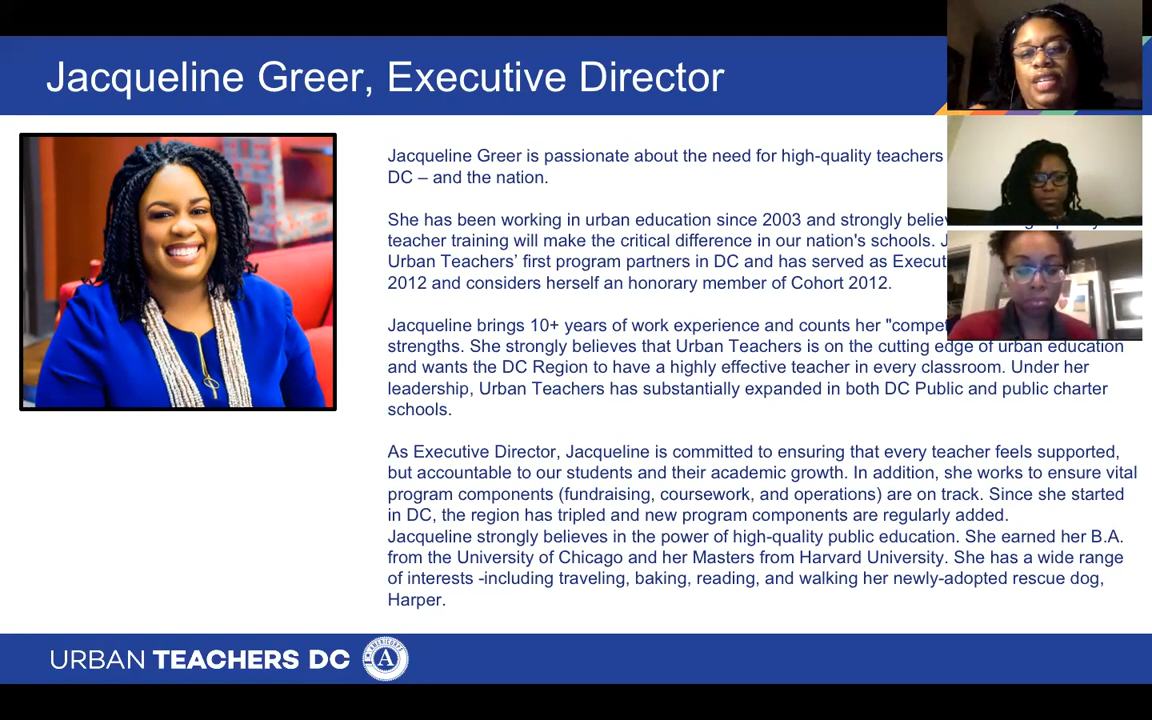 Jacqueline Greer, Executive Director
Jacqueline Greer is passionate about the need for high-quality teachers
DC – and the nation.
She has been working in urban education since 2003 and strongly
teacher training will make the critical difference in our nation's schools.
Urban Teachers’ first program partners in DC and has served as
2012 and considers herself an honorary member of Cohort 2012.
Jacqueline brings 10+ years of work experience and counts her
strengths. She strongly believes that Urban Teachers is on the cutting edge of urban education
and wants the DC Region to have a highly effective teacher in every classroom. Under her
leadership, Urban Teachers has substantially expanded in both DC Public and public charter
schools.
As Executive Director, Jacqueline is committed to ensuring that every teacher feels supported,
but accountable to our students and their academic growth. In addition, she works to ensure vital
program components (fundraising, coursework, and operations) are on track. Since she started
in DC, the region has tripled and new program components are regularly added.
Jacqueline strongly believes in the power of high-quality public education. She earned her B.A.
from the University of Chicago and her Masters from Harvard University. She has a wide range
of interests -including traveling, baking, reading, and walking her newly-adopted rescue dog,
Harper.
URBAN TEACHERS DC
AMERICORPS
A